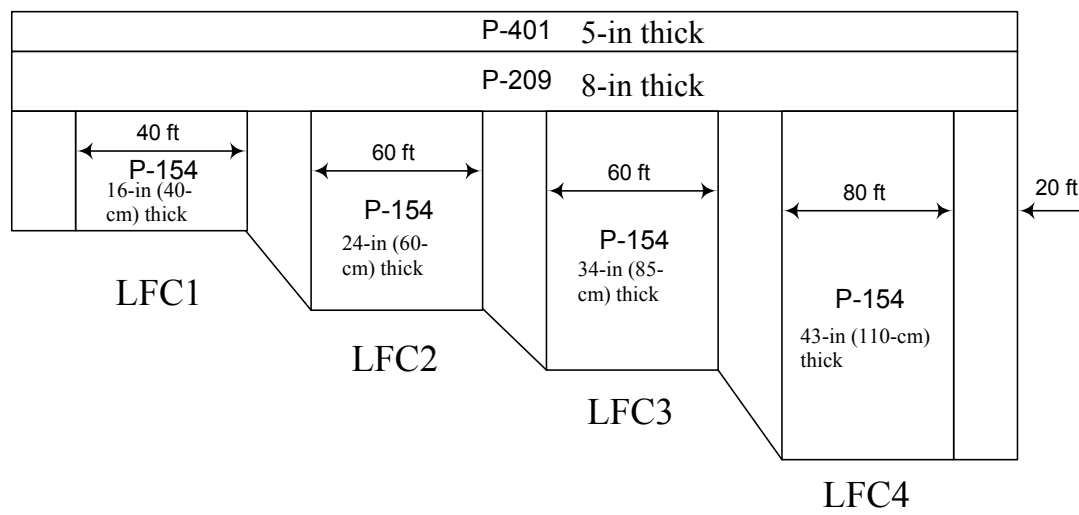 P-401 5-in thick
P-209 8-in thick
40 ft
P-154
16-in (40-
cm) thick
LFC1
60 ft
P-154
24-in (60-
cm) thick
LFC2
60 ft
P-154
34-in (85-
cm) thick
LFC3
80 ft
P-154
43-in (110-cm)
thick
LFC4
20 ft